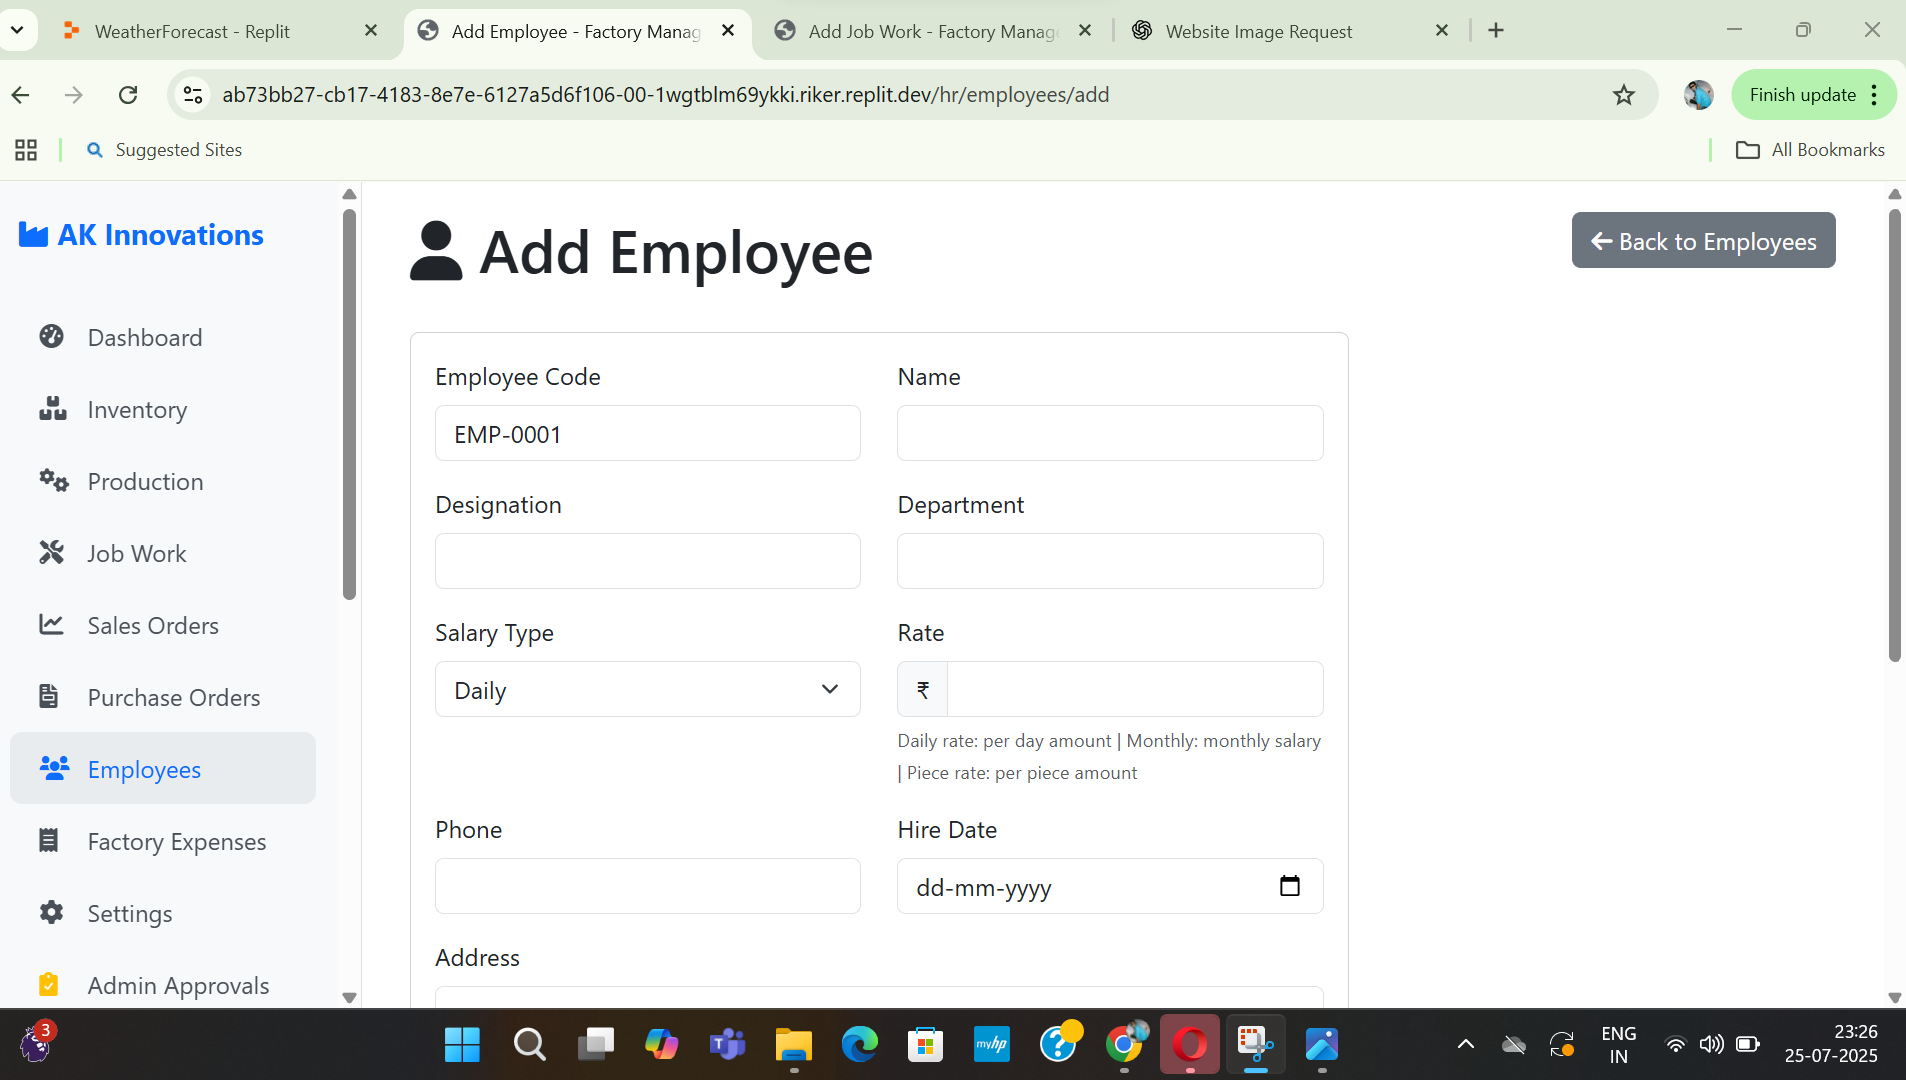 WeatherForecast - Replit
Add Employee - Factory Manag
Add Job Work - Factory Manag
Website Image Request
ab73bb27-cb17-4183-8e7e-6127a5d6f106-00-1wgtblm69ykki.riker.replit.dev/hr/employees/add
Finish update
Suggested Sites
All Bookmarks
AK Innovations
Dashboard
Inventory
Production
Job Work
Sales Orders
Purchase Orders
Employees
Factory Expenses
Settings
Admin Approvals
Add Employee
Back to Employees
Employee Code
Name
EMP-0001
Designation
Department
Salary Type
Rate
Daily
₹
Daily rate: per day amount | Monthly: monthly salary
| Piece rate: per piece amount
Phone
Hire Date
dd-mm-yyyy
Address
3
myhp
ENG
IN
23:26
25-07-2025